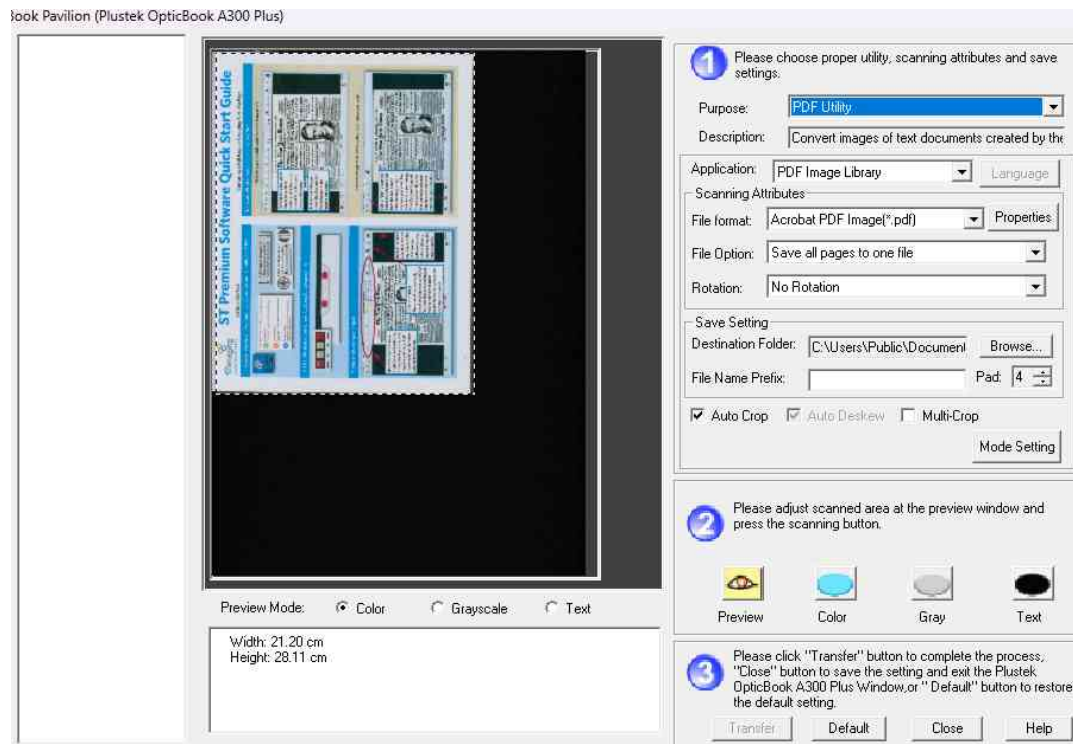 Book Pavilion (Plustek OpticBook A300 Plus)
ST Premium Software Quick Start Guide
1
Please choose proper utility, scanning attributes and save
settings.
Purpose: PDF Utility
Description: Convert images of text documents created by the
Application: PDF Image Library Language
Scanning Attributes
File format: Acrobat PDF Image(*.pdf) Properties
File Option: Save all pages to one file
Rotation: No Rotation
Save Setting
Destination Folder: C:\Users\Public\Document Browse...
File Name Prefix: Pad: 4
Auto Crop Auto Deskew Multi-Crop
Mode Setting
2
Please adjust scanned area at the preview window and
press the scanning button.
Preview Color Gray Text
Preview Mode: Color Grayscale Text
Width: 21.20 cm
Height: 28.11 cm
3
Please click "Transfer" button to complete the process,
"Close" button to save the setting and exit the Plustek
OpticBook A300 Plus Window,or " Default" button to restore
the default setting.
Transfer Default Close Help